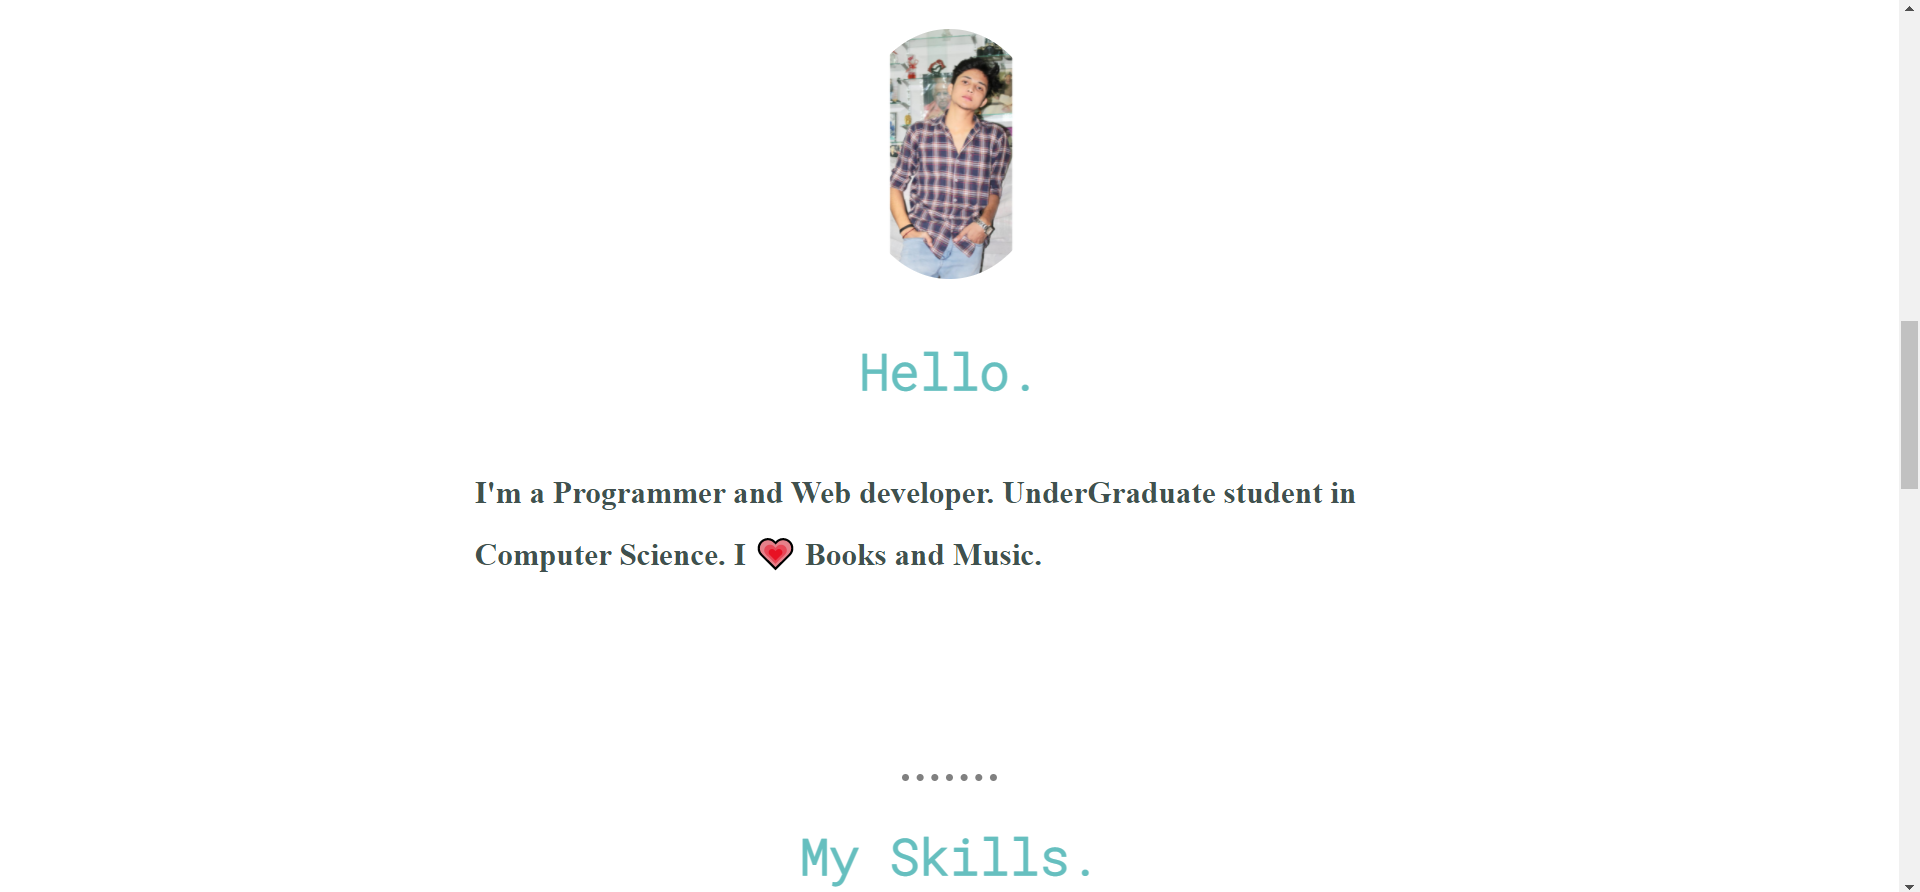 Hello.
I'm a Programmer and Web developer. UnderGraduate student in
Computer Science. I 💗 Books and Music.
My Skills.